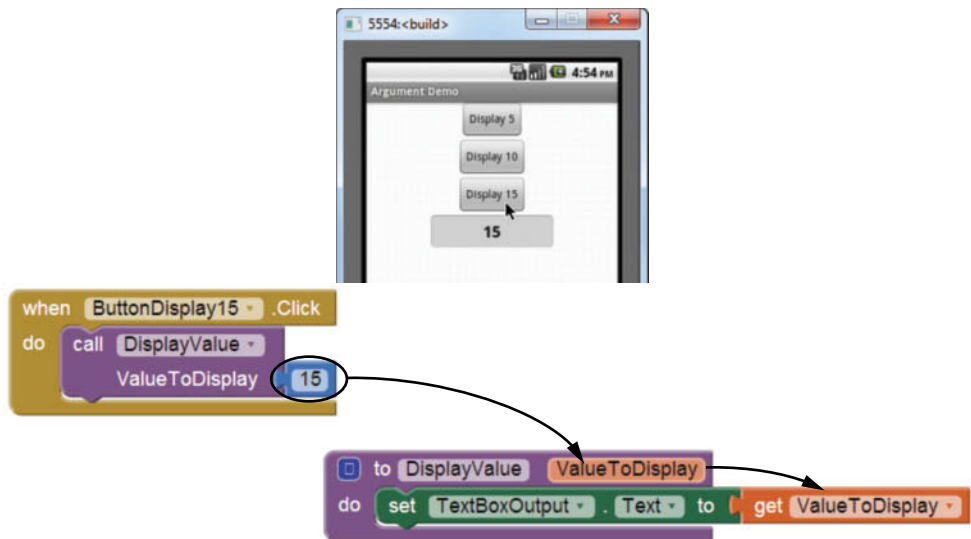 5554:<build>
4:54 PM
Argument Demo
Display 5
Display 10
Display 15
15
when ButtonDisplay15 .Click
do call DisplayValue
ValueToDisplay 15
to DisplayValue ValueToDisplay
do set TextBoxOutput . Text to get ValueToDisplay